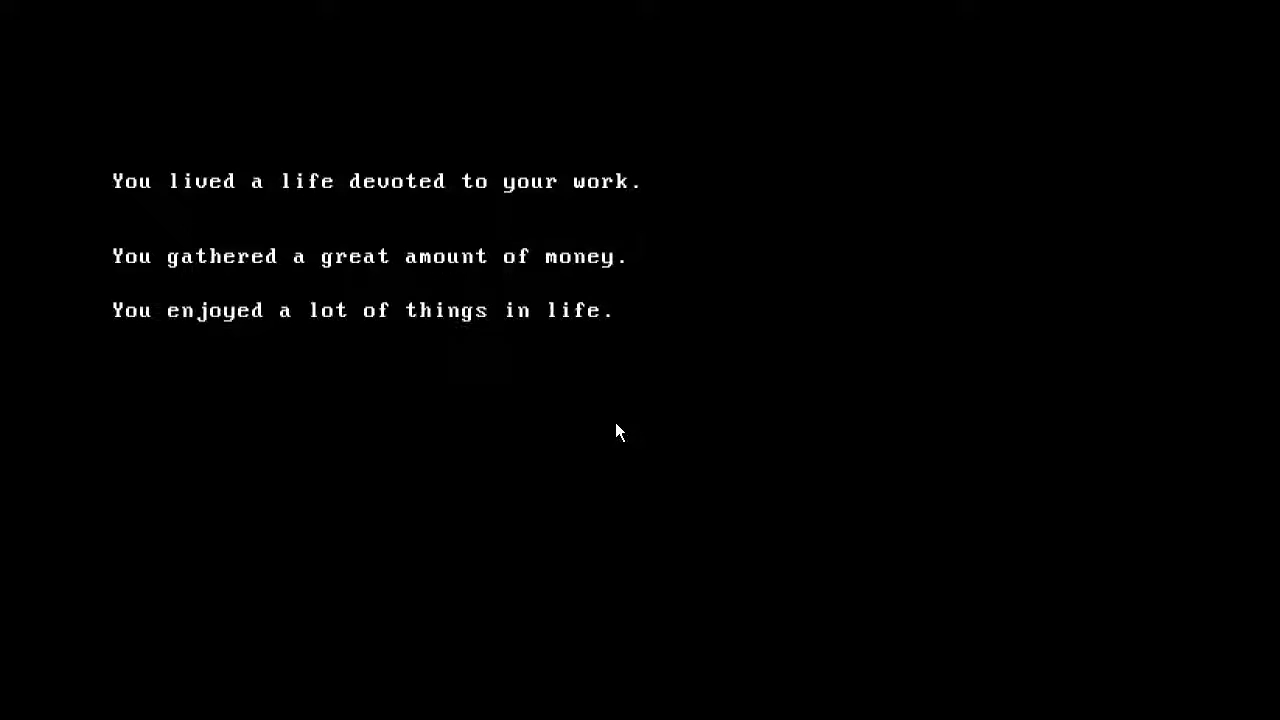 You lived a life devoted to your work.
You gathered a great amount of money.
You enjoyed a lot of things in life.